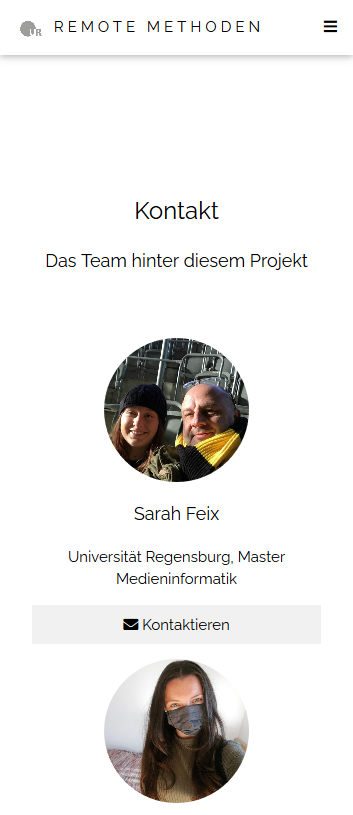 UR REMOTE METHODEN
Kontakt
Das Team hinter diesem Projekt
Sarah Feix
Universität Regensburg, Master
Medieninformatik
Kontaktieren